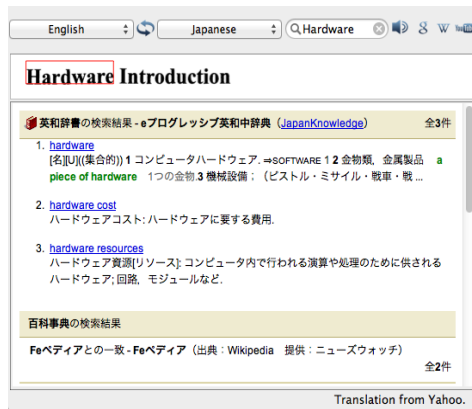 English Japanese Hardware 8 W You
Hardware Introduction
英和辞書の検索結果 - eプログレッシブ英和中辞典（JapanKnowledge） 全3件
1. hardware
[名][U]((集合的)) 1 コンピュータハードウェア. ⇒SOFTWARE 1 2 金物類，金属製品 a
piece of hardware 1つの金物.3 機械設備；（ピストル・ミサイル・戦車・戦 ...
2. hardware cost
ハードウェアコスト: ハードウェアに要する費用.
3. hardware resources
ハードウェア資源[リソース]: コンピュータ内で行われる演算や処理のために供される
ハードウェア; 回路，モジュールなど.
百科事典の検索結果
Feペディアとの一致 - Feペディア（出典：Wikipedia 提供：ニューズウォッチ）
全2件
Translation from Yahoo.